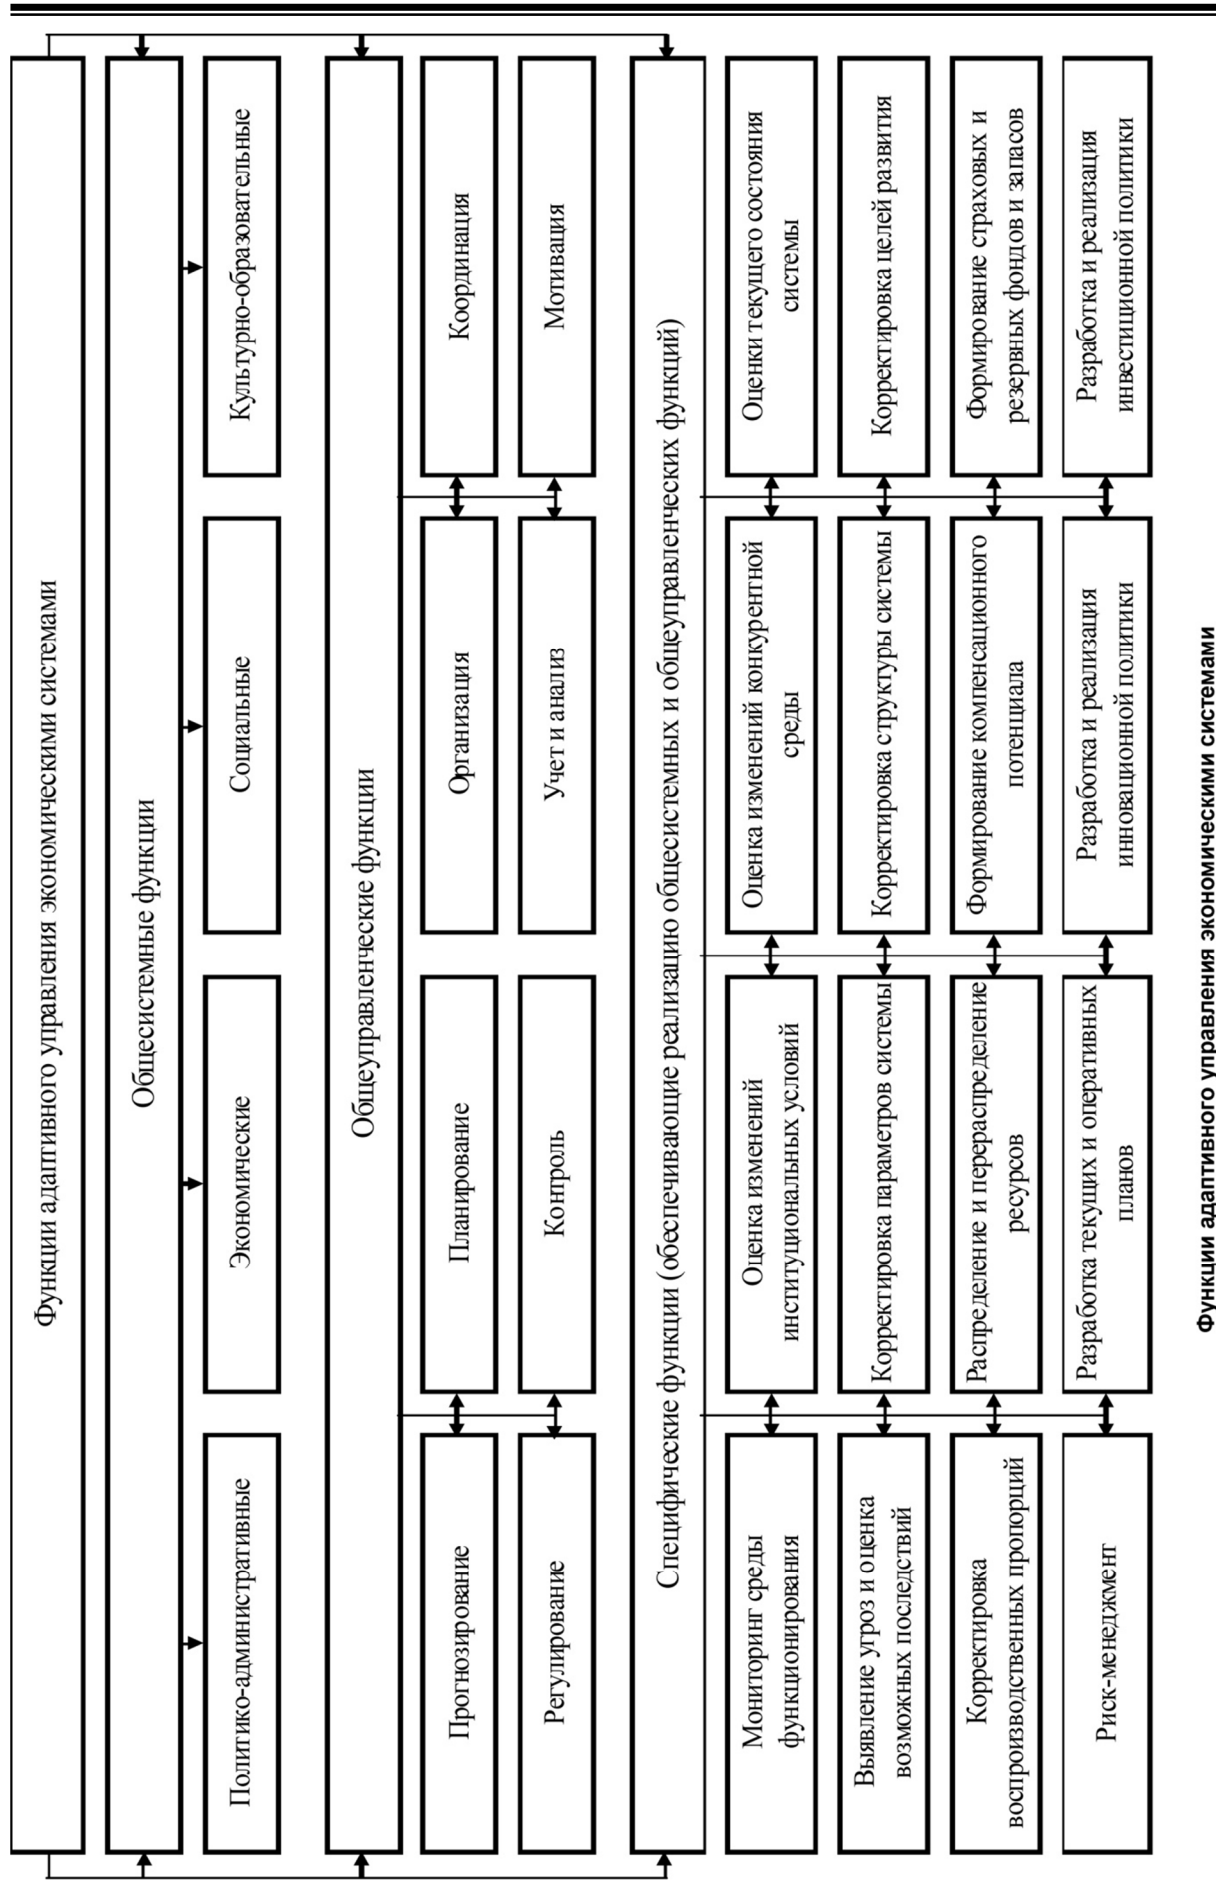 Функции адаптивного управления экономическими системами
Общесистемные функции
Политико-административные
Экономические
Социальные
Культурно-образовательные
Общеуправленческие функции
Прогнозирование
Планирование
Организация
Координация
Регулирование
Контроль
Учет и анализ
Мотивация
Специфические функции (обеспечивающие реализацию общесистемных и общеуправленческих функций)
Мониторинг среды
функционирования
Оценка изменений
институциональных условий
Оценка изменений конкурентной
среды
Оценки текущего состояния
системы
Выявление угроз и оценка
возможных последствий
Корректировка параметров системы
Корректировка структуры системы
Корректировка целей развития
Корректировка
воспроизводственных пропорций
Распределение и перераспределение
ресурсов
Формирование компенсационного
потенциала
Формирование страховых и
резервных фондов и запасов
Риск-менеджмент
Разработка текущих и оперативных
планов
Разработка и реализация
инновационной политики
Разработка и реализация
инвестиционной политики
Функции адаптивного управления экономическими системами